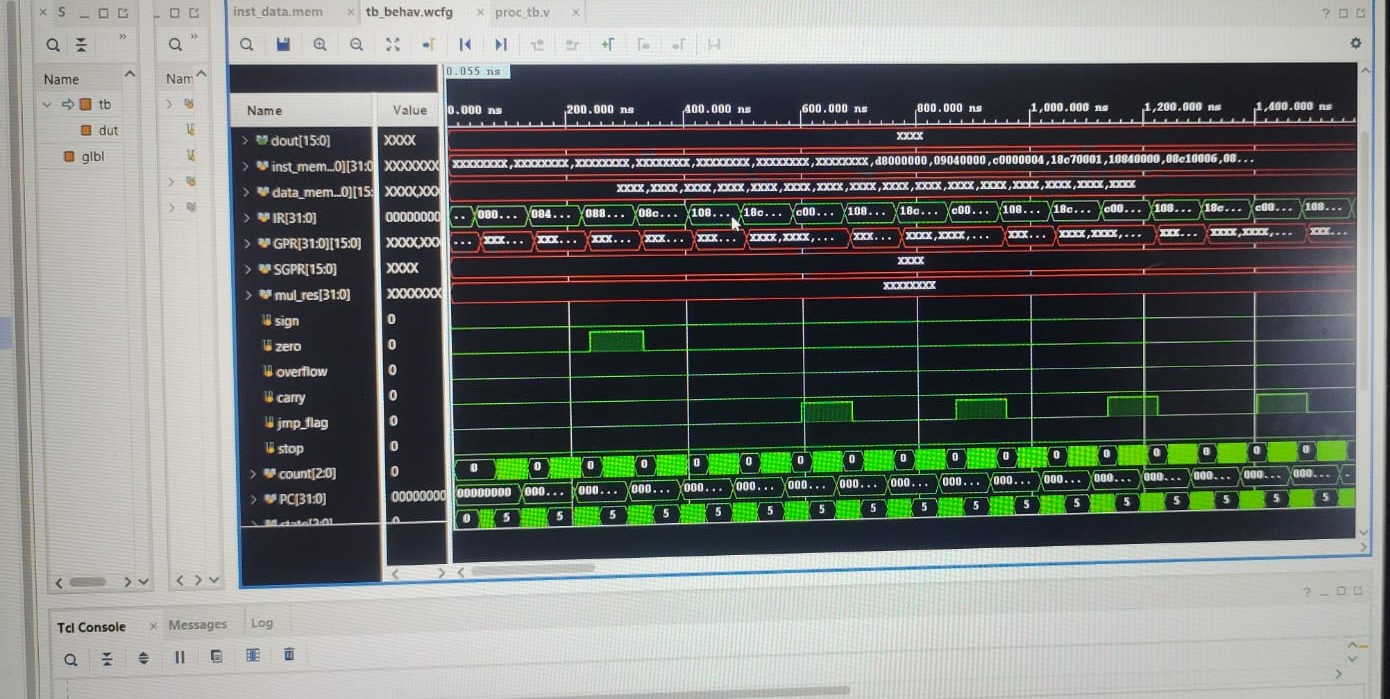 inst_data.mem × tb_behav.wcfg × proc_tb.v ×
S
Name
tb
dut
glbl
Nam
0.055 ns
Name Value
0.000 ns 200.000 ns 400.000 ns 600.000 ns 800.000 ns 1,000.000 ns 1,200.000 ns 1,400.000 ns
dout[15:0] XXXX XXXX
inst_mem...0][31:0 XXXXXXX XXXXXXXX,XXXXXXXX,XXXXXXXX,XXXXXXXX,XXXXXXXX,XXXXXXXX,XXXXXXXX,d8000000,09040000,c0000004,18c70001,10840000,08c10006,08...
data_mem...0][15: XXXX,XXX XXXX,XXXX,XXXX,XXXX,XXXX,XXXX,XXXX,XXXX,XXXX,XXXX,XXXX,XXXX,XXXX,XXXX,XXXX,XXXX
IR[31:0] 00000000 .. 080... 084... 088... 08c... 108... 18c... c00... 108... 18c... c00... 108... 18c... c00... 108... 18c... c00... 108...
GPR[31:0][15:0] XXXX,XXX ... XXX... XXX... XXX... XXX... XXX... XXXX,XXXX,... XXX... XXXX,XXXX,... XXX... XXXX,XXXX,... XXX... XXXX,XXXX,... XXX...
SGPR[15:0] XXXX XXXX
mul_res[31:0] XXXXXXX XXXXXXXX
sign 0
zero 0
overflow 0
carry 0
jmp_flag 0
stop 0
count[2:0] 0 0 0 0 0 0 0 0 0 0 0 0 0 0 0 0 0 0
PC[31:0] 00000000 00000000 000... 000... 000... 000... 000... 000... 000... 000... 000... 000... 000... 000... 000... 000... 000... 000...
0 5 5 5 5 5 5 5 5 5 5 5 5 5 5 5 5 5
Tcl Console × Messages Log